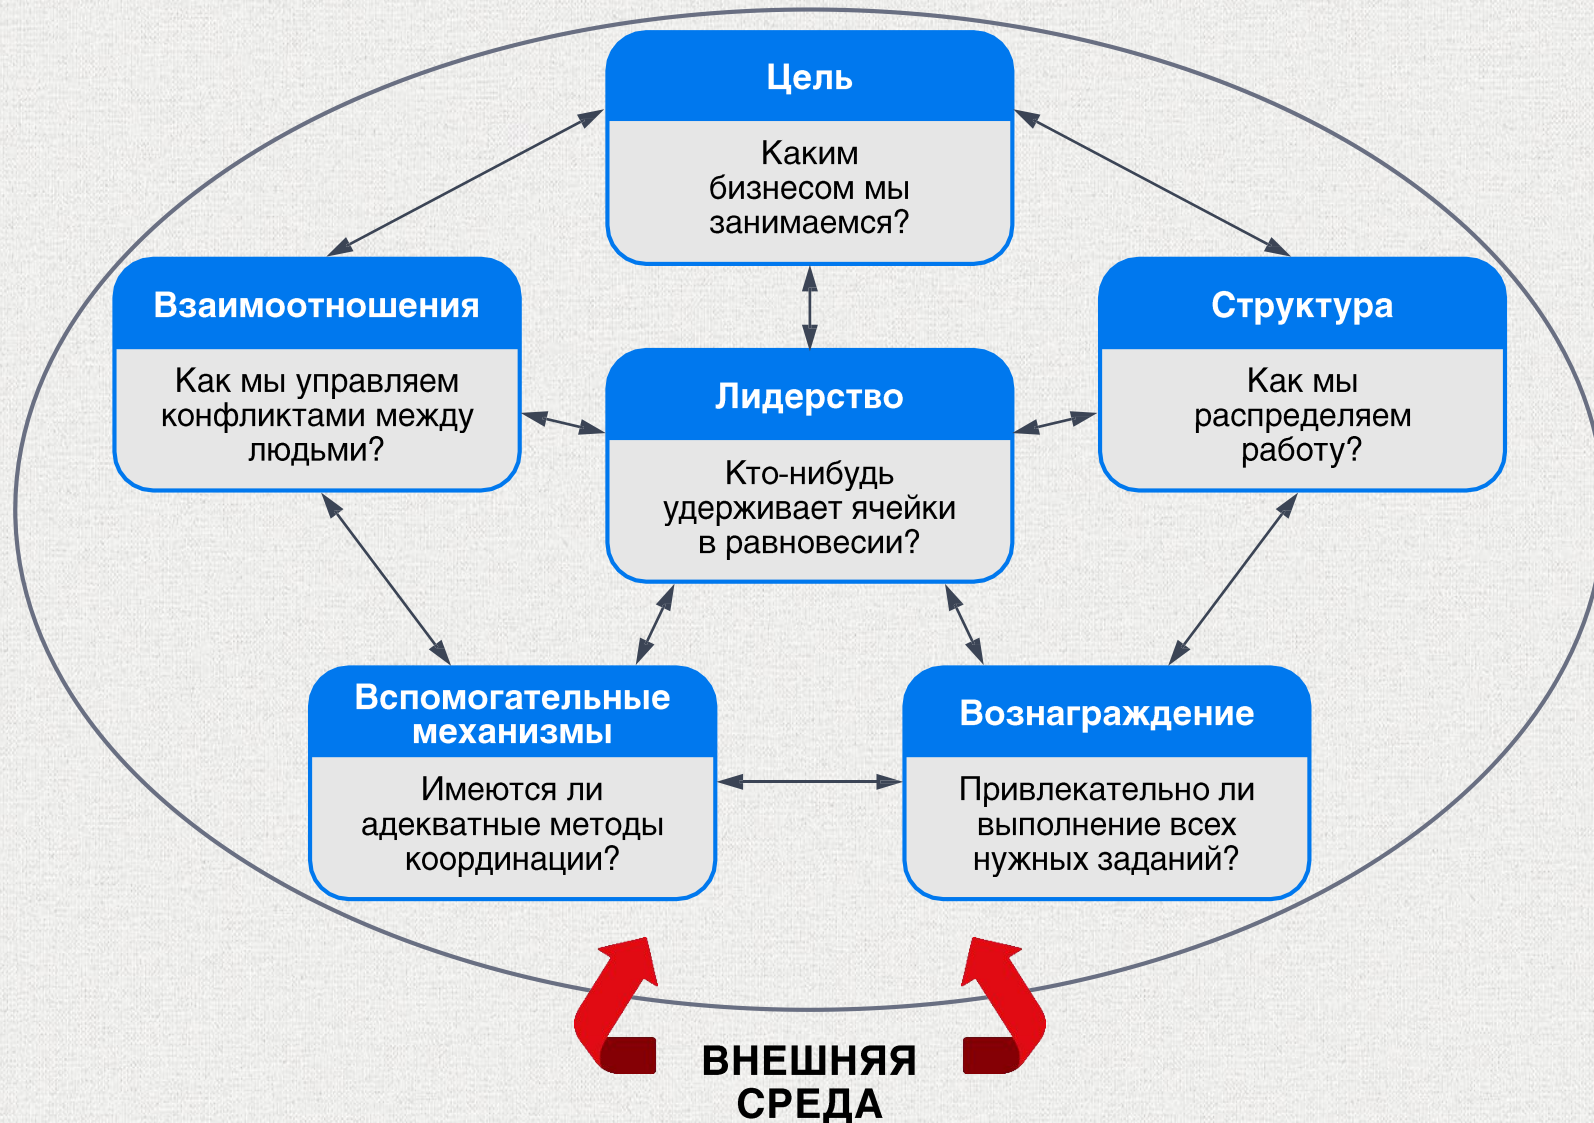 Цель
Каким
бизнесом мы
занимаемся?
Взаимоотношения
Как мы управляем
конфликтами между
людьми?
Структура
Как мы
распределяем
работу?
Лидерство
Кто-нибудь
удерживает ячейки
в равновесии?
Вспомогательные
механизмы
Имеются ли
адекватные методы
координации?
Вознаграждение
Привлекательно ли
выполнение всех
нужных заданий?
ВНЕШНЯЯ
СРЕДА